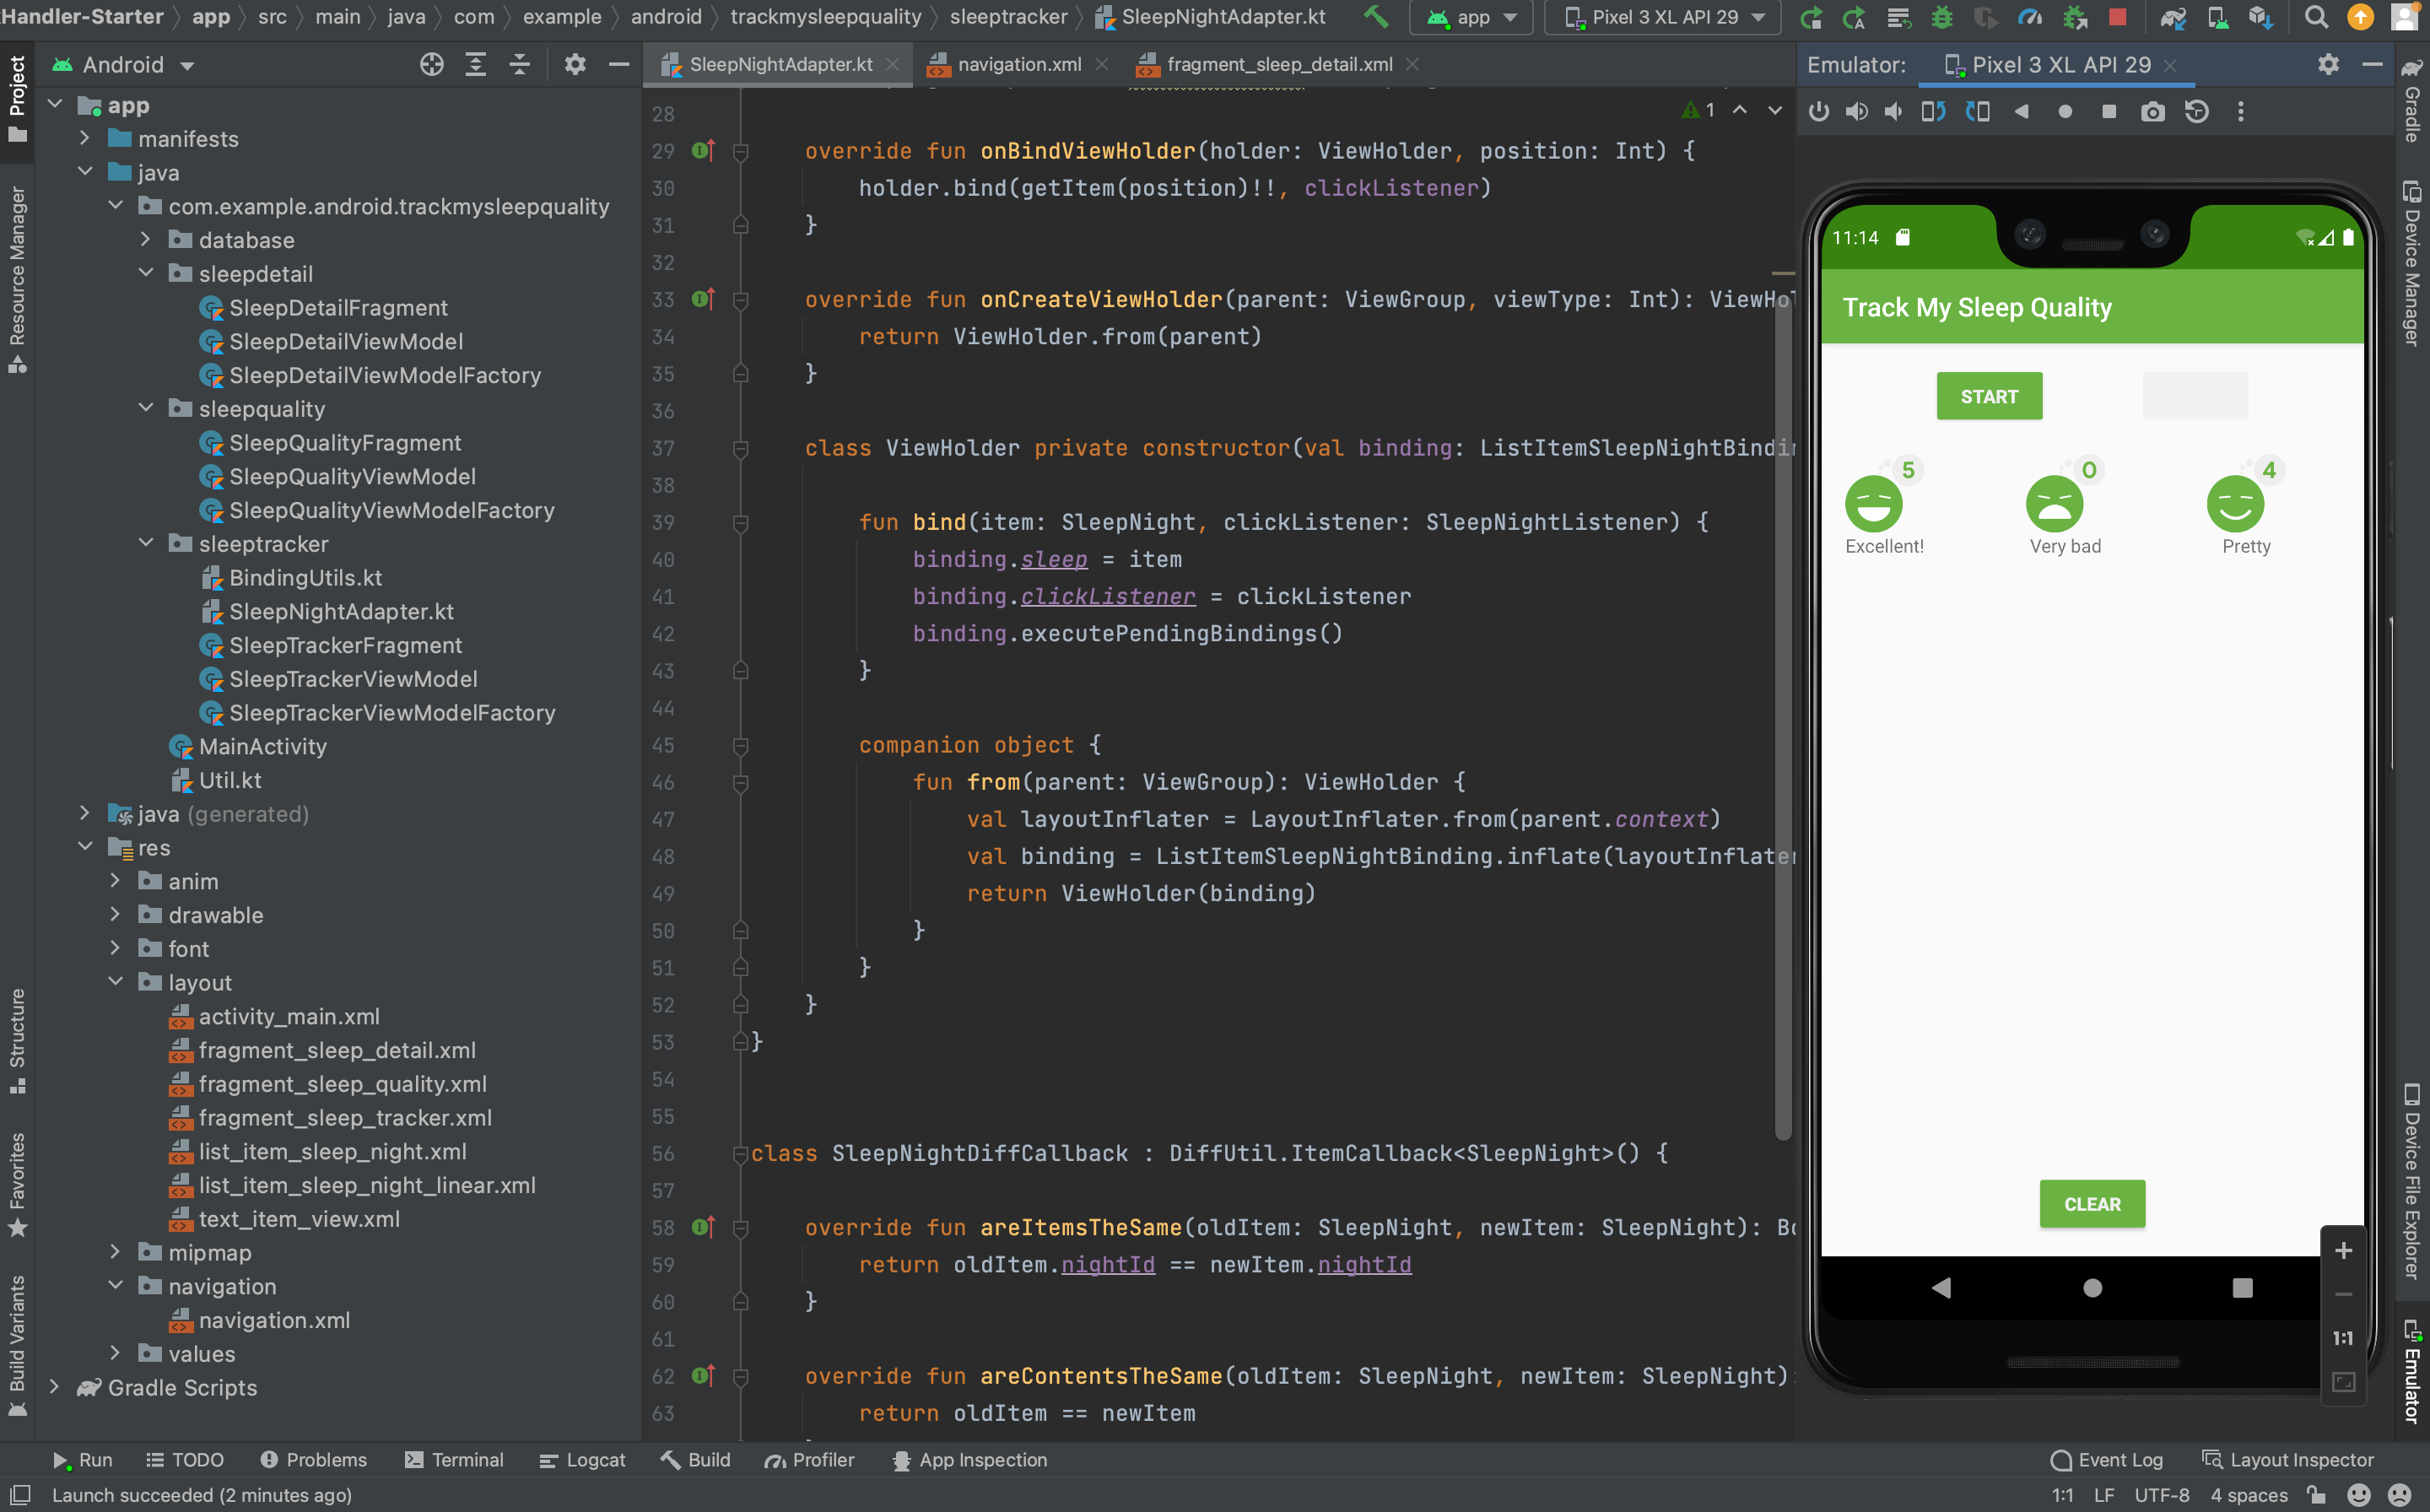 Handler-Starter app src main java com example android trackmysleepquality sleeptracker SleepNightAdapter.kt app Pixel 3 XL API 29
Project
Resource Manager
Structure
Favorites
Build Variants
Android
app
manifests
java
com.example.android.trackmysleepquality
database
sleepdetail
SleepDetailFragment
SleepDetailViewModel
SleepDetailViewModelFactory
sleepquality
SleepQualityFragment
SleepQualityViewModel
SleepQualityViewModelFactory
sleeptracker
BindingUtils.kt
SleepNightAdapter.kt
SleepTrackerFragment
SleepTrackerViewModel
SleepTrackerViewModelFactory
MainActivity
Util.kt
java (generated)
res
anim
drawable
font
layout
activity_main.xml
fragment_sleep_detail.xml
fragment_sleep_quality.xml
fragment_sleep_tracker.xml
list_item_sleep_night.xml
list_item_sleep_night_linear.xml
text_item_view.xml
mipmap
navigation
navigation.xml
values
Gradle Scripts
SleepNightAdapter.kt navigation.xml fragment_sleep_detail.xml
1
28
29 override fun onBindViewHolder(holder: ViewHolder, position: Int) {
30 holder.bind(getItem(position)!!, clickListener)
31 }
32
33 override fun onCreateViewHolder(parent: ViewGroup, viewType: Int): ViewHol
34 return ViewHolder.from(parent)
35 }
36
37 class ViewHolder private constructor(val binding: ListItemSleepNightBindin
38
39 fun bind(item: SleepNight, clickListener: SleepNightListener) {
40 binding.sleep = item
41 binding.clickListener = clickListener
42 binding.executePendingBindings()
43 }
44
45 companion object {
46 fun from(parent: ViewGroup): ViewHolder {
47 val layoutInflater = LayoutInflater.from(parent.context)
48 val binding = ListItemSleepNightBinding.inflate(layoutInflater
49 return ViewHolder(binding)
50 }
51 }
52 }
53 }
54
55
56 class SleepNightDiffCallback : DiffUtil.ItemCallback<SleepNight>() {
57
58 override fun areItemsTheSame(oldItem: SleepNight, newItem: SleepNight): Bo
59 return oldItem.nightId == newItem.nightId
60 }
61
62 override fun areContentsTheSame(oldItem: SleepNight, newItem: SleepNight):
63 return oldItem == newItem
Emulator: Pixel 3 XL API 29
11:14
Track My Sleep Quality
START
5 0 4
Excellent! Very bad Pretty
CLEAR
1:1
Gradle
Device Manager
Device File Explorer
Emulator
Run TODO Problems Terminal Logcat Build Profiler App Inspection Event Log Layout Inspector
Launch succeeded (2 minutes ago) 1:1 LF UTF-8 4 spaces